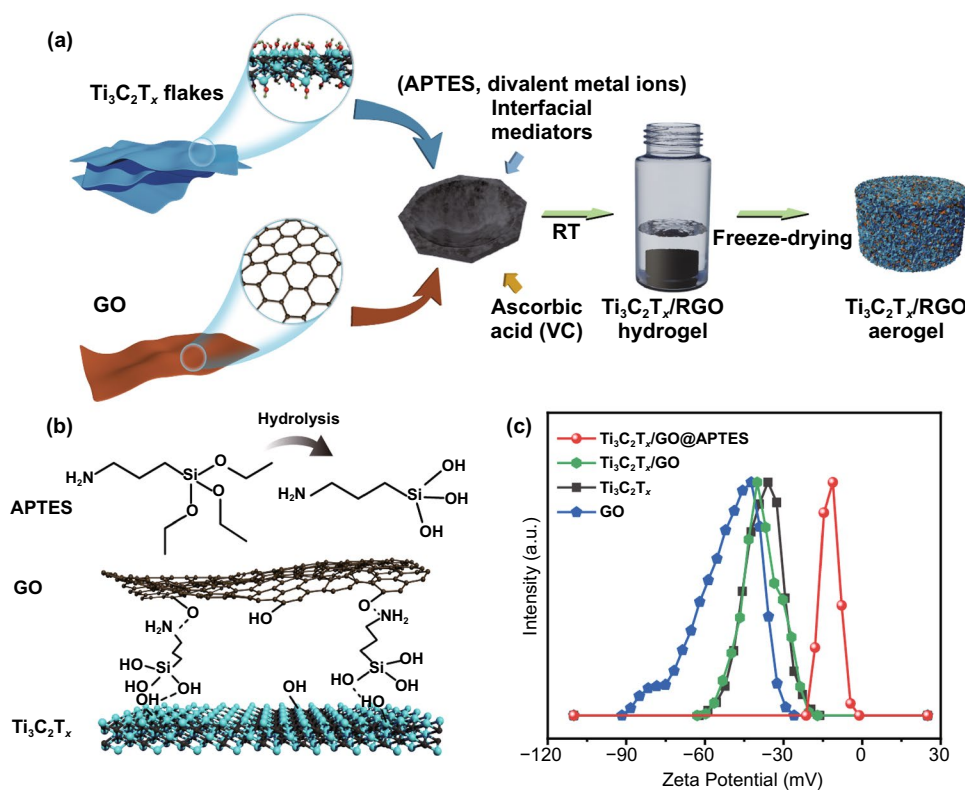 (a)
Ti₃C₂Tₓ flakes
(APTES, divalent metal ions)
Interfacial
mediators
GO
Ascorbic
acid (VC)
RT
Ti₃C₂Tₓ/RGO
hydrogel
Freeze-drying
Ti₃C₂Tₓ/RGO
aerogel
(b)
Hydrolysis
H₂N
Si
O
O
O
APTES
H₂N
Si
OH
OH
OH
GO
O
HO
O
H₂N
NH₂
HO
Si
HO
OH
OH
OH
Si
OH
OH
HO
HO
Ti₃C₂Tₓ
(c)
Ti₃C₂Tₓ/GO@APTES
Ti₃C₂Tₓ/GO
Ti₃C₂Tₓ
GO
Intensity (a.u.)
−120 −90 −60 −30 0 30
Zeta Potential (mV)